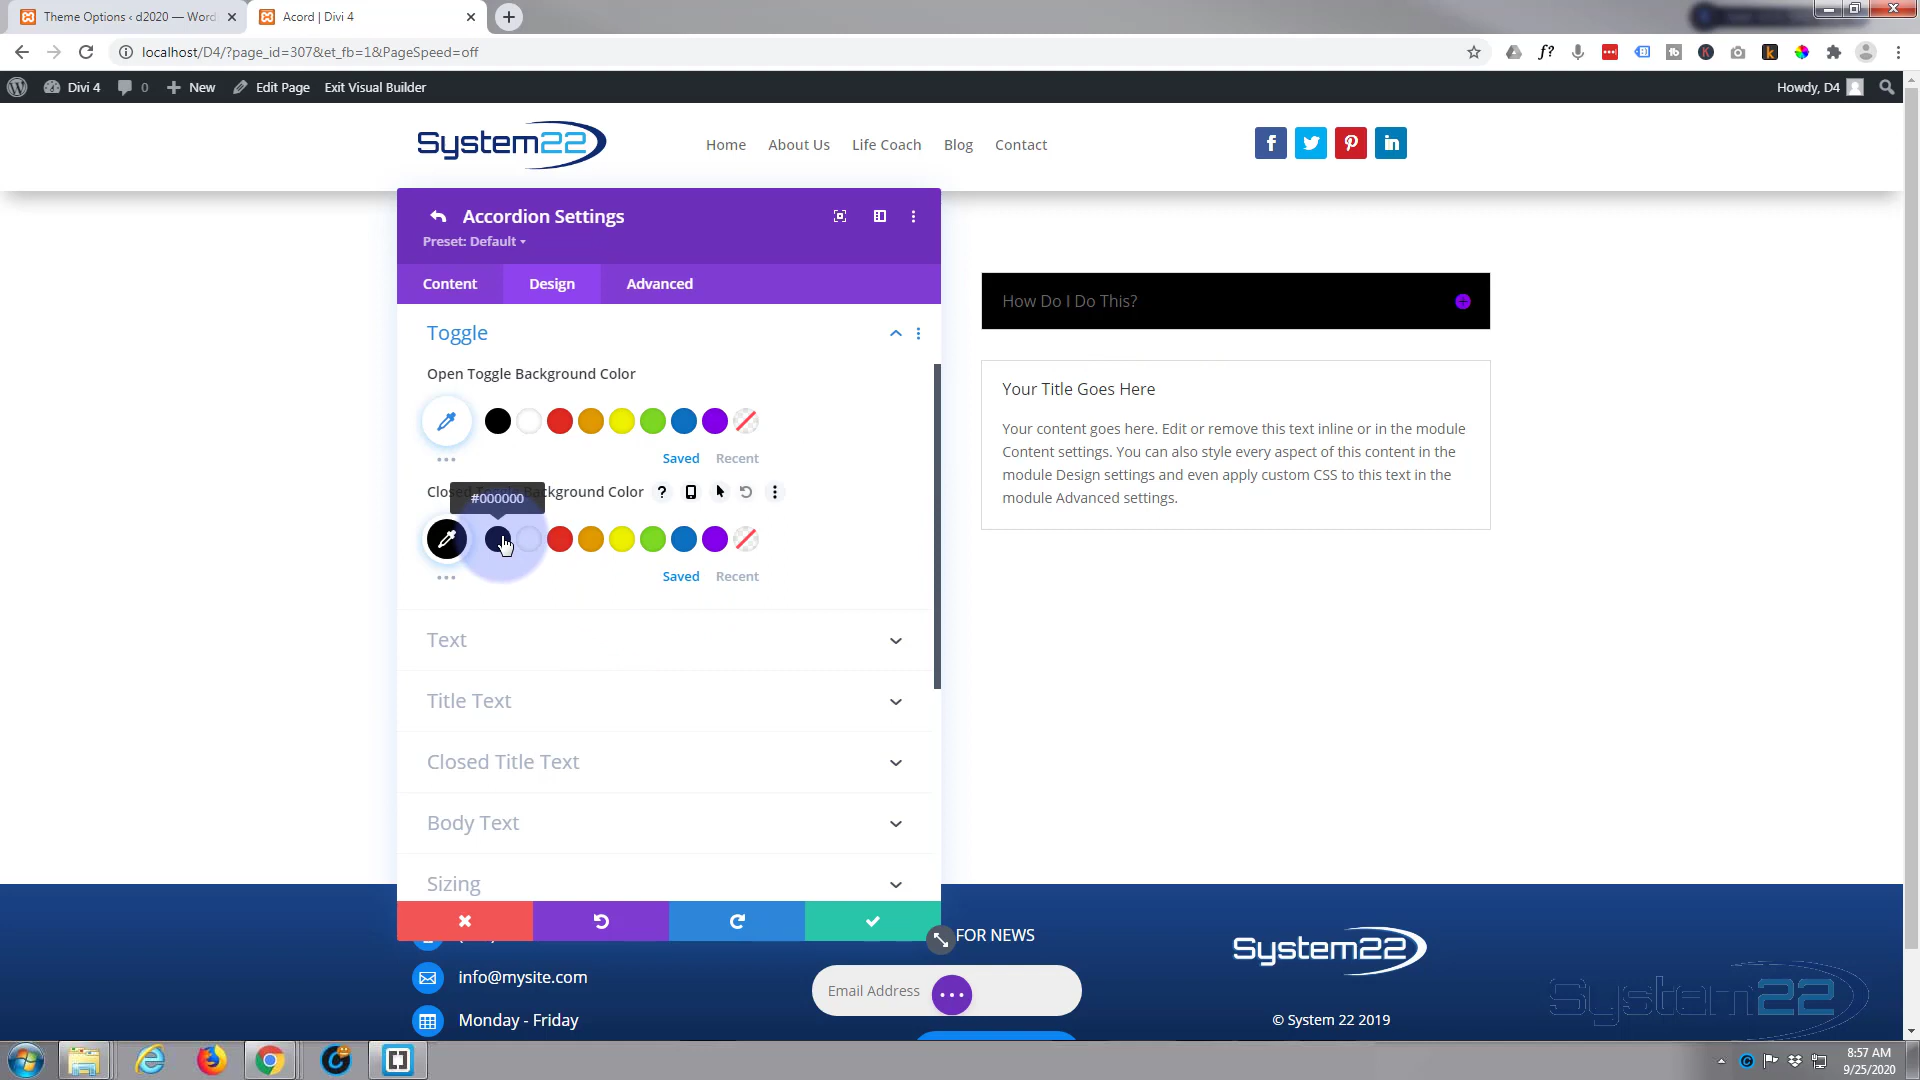 Theme Options ‹ d2020 — Word
Acord | Divi 4
localhost/D4/?page_id=307&et_fb=1&PageSpeed=off
Divi 4
0
New
Edit Page
Exit Visual Builder
Howdy, D4
System22
Home
About Us
Life Coach
Blog
Contact
Accordion Settings
Preset: Default
Content
Design
Advanced
Toggle
Open Toggle Background Color
Saved
Recent
#000000
Background Color
Saved
Recent
Text
Title Text
Closed Title Text
Body Text
Sizing
How Do I Do This?
Your Title Goes Here
Your content goes here. Edit or remove this text inline or in the module
Content settings. You can also style every aspect of this content in the
module Design settings and even apply custom CSS to this text in the
module Advanced settings.
info@mysite.com
Monday - Friday
FOR NEWS
Email Address
System22
© System 22 2019
System22
8:57 AM
9/25/2020